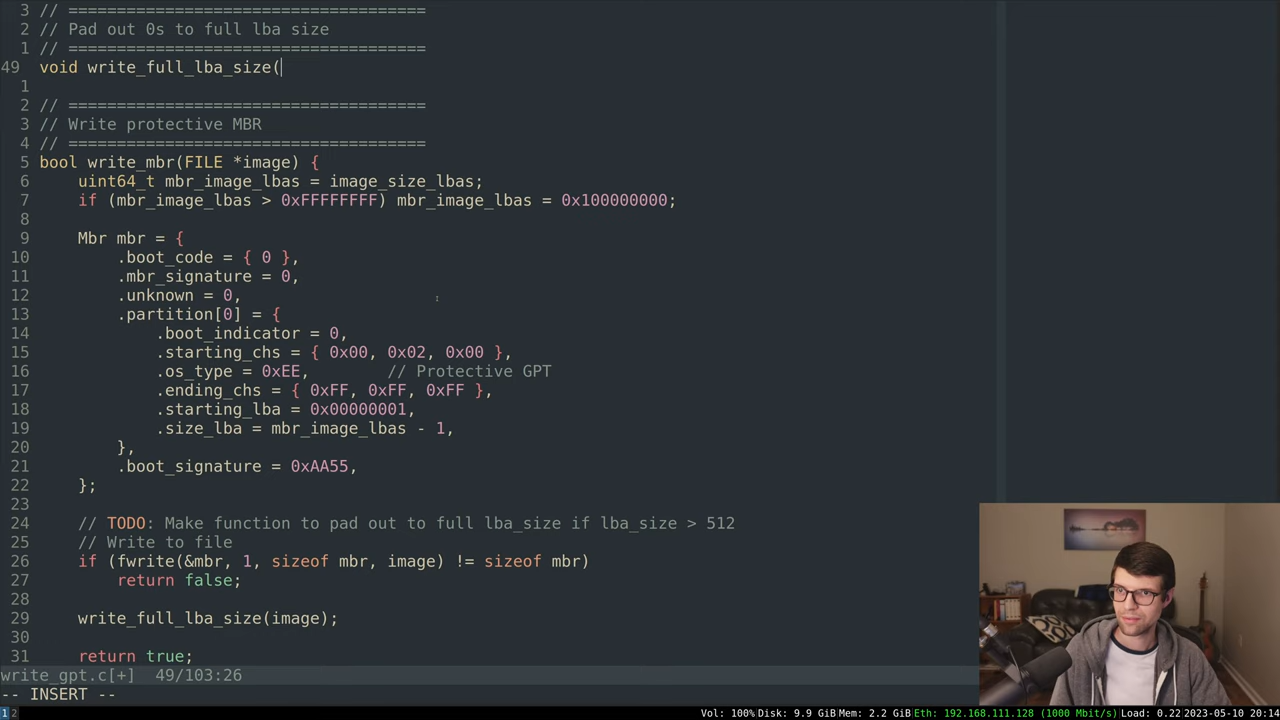 3 // =====================================
2 // Pad out 0s to full lba size
1 // =====================================
49 void write_full_lba_size(
1
2 // =====================================
3 // Write protective MBR
4 // =====================================
5 bool write_mbr(FILE *image) {
6     uint64_t mbr_image_lbas = image_size_lbas;
7     if (mbr_image_lbas > 0xFFFFFFFF) mbr_image_lbas = 0x100000000;
8
9     Mbr mbr = {
10         .boot_code = { 0 },
11         .mbr_signature = 0,
12         .unknown = 0,
13         .partition[0] = {
14             .boot_indicator = 0,
15             .starting_chs = { 0x00, 0x02, 0x00 },
16             .os_type = 0xEE,        // Protective GPT
17             .ending_chs = { 0xFF, 0xFF, 0xFF },
18             .starting_lba = 0x00000001,
19             .size_lba = mbr_image_lbas - 1,
20         },
21         .boot_signature = 0xAA55,
22     };
23
24     // TODO: Make function to pad out to full lba_size if lba_size > 512
25     // Write to file
26     if (fwrite(&mbr, 1, sizeof mbr, image) != sizeof mbr)
27         return false;
28
29     write_full_lba_size(image);
30
31     return true;
write_gpt.c[+]  49/103:26
-- INSERT --
1 2 Vol: 100% Disk: 9.9 GiB Mem: 2.2 GiB Eth: 192.168.111.128 (1000 Mbit/s) Load: 0.22 2023-05-10 20:14